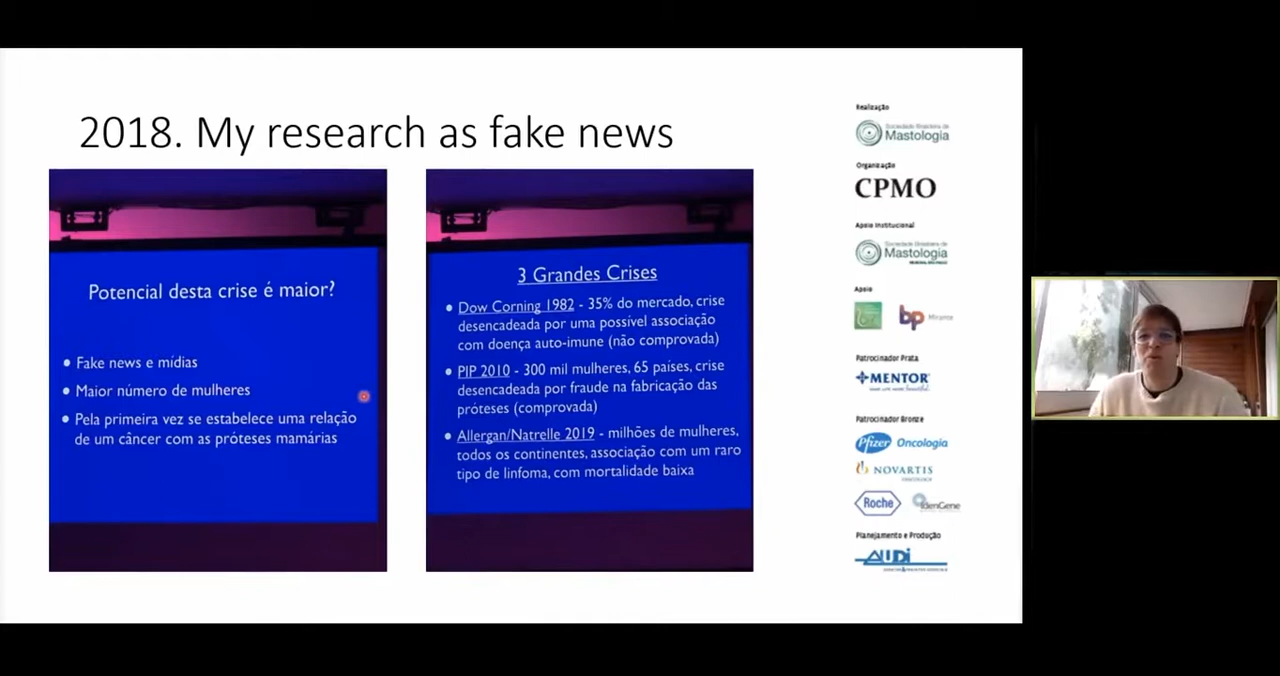 2018. My research as fake news
Potencial desta crise é maior?
• Fake news e mídias
• Maior número de mulheres
• Pela primeira vez se estabelece uma relação
de um câncer com as próteses mamárias
3 Grandes Crises
• Dow Corning 1982 - 35% do mercado, crise
desencadeada por uma possível associação
com doença auto-imune (não comprovada)
• PIP 2010 - 300 mil mulheres, 65 países, crise
desencadeada por fraude na fabricação das
próteses (comprovada)
• Allergan/Natrelle 2019 - milhões de mulheres,
todos os continentes, associação com um raro
tipo de linfoma, com mortalidade baixa
Realização
Sociedade Brasileira de
Mastologia
Organização
CPMO
Apoio Institucional
Sociedade Brasileira de
Mastologia
Apoio
bp Mirante
Patrocinador Prata
MENTOR
Patrocinador Bronze
Pfizer Oncologia
NOVARTIS
ONCOLOGY
Roche
IdenGene
Planejamento e Produção
AUDi